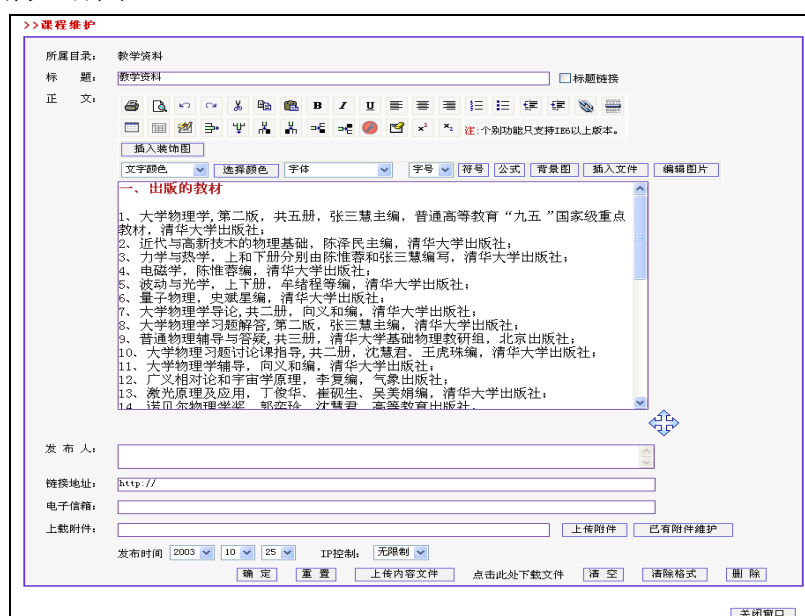 >>课程维护
所属目录: 教学资料
标 题: 教学资料 标题链接
正 文:
B I U
x² x₂ 注:个别功能只支持IE6以上版本。
插入装饰图
文字颜色 选择颜色 字体 字号 符号 公式 背景图 插入文件 编辑图片
一、出版的教材
1、大学物理学,第二版，共五册，张三慧主编，普通高等教育“九五”国家级重点
教材，清华大学出版社;
2、近代与高新技术的物理基础，陈泽民主编，清华大学出版社;
3、力学与热学，上和下册分别由陈惟蓉和张三慧编写，清华大学出版社;
4、电磁学，陈惟蓉编，清华大学出版社;
5、波动与光学，上下册，牟绪程等编，清华大学出版社;
6、量子物理，史斌星编，清华大学出版社;
7、大学物理学导论,共二册，向义和编，清华大学出版社;
8、大学物理学习题解答,第二版，张三慧主编，清华大学出版社;
9、普通物理辅导与答疑,共三册，清华大学基础物理教研组，北京出版社;
10、大学物理习题讨论课指导,共二册，沈慧君、王虎珠编，清华大学出版社;
11、大学物理学辅导，向义和编，清华大学出版社;
12、广义相对论和宇宙学原理，李复编，气象出版社;
13、激光原理及应用，丁俊华、崔砚生、吴美娟编，清华大学出版社;
14、诺贝尔物理学奖，郭奕玲、沈慧君，高等教育出版社.
发 布 人:
链接地址: http://
电子信箱:
上载附件: 上传附件 已有附件维护
发布时间 2003 10 25 IP控制: 无限制
确 定 重 置 上传内容文件 点击此处下载文件 清 空 清除格式 删 除
关闭窗口